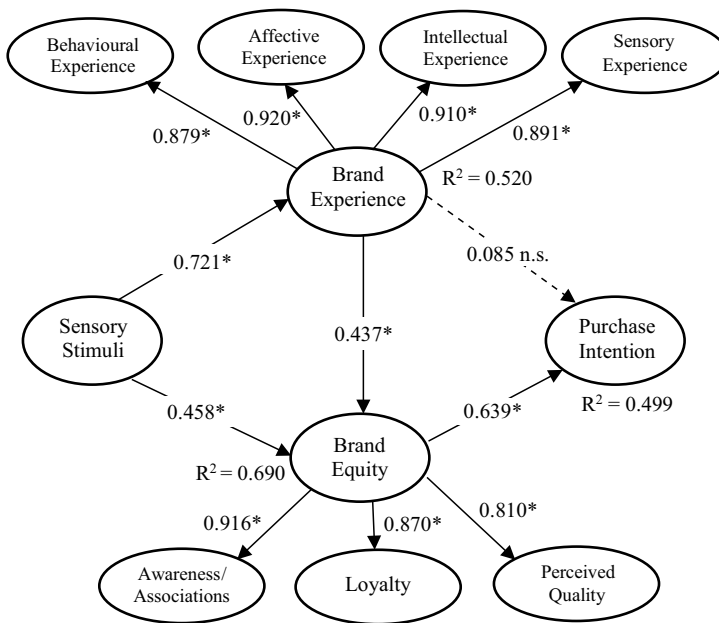 Behavioural
Experience
Affective
Experience
Intellectual
Experience
Sensory
Experience
0.879*
0.920*
0.910*
0.891*
Brand
Experience
R² = 0.520
0.721*
0.085 n.s.
Sensory
Stimuli
0.437*
Purchase
Intention
R² = 0.499
0.458*
0.639*
Brand
Equity
R² = 0.690
0.916*
0.870*
0.810*
Awareness/
Associations
Loyalty
Perceived
Quality